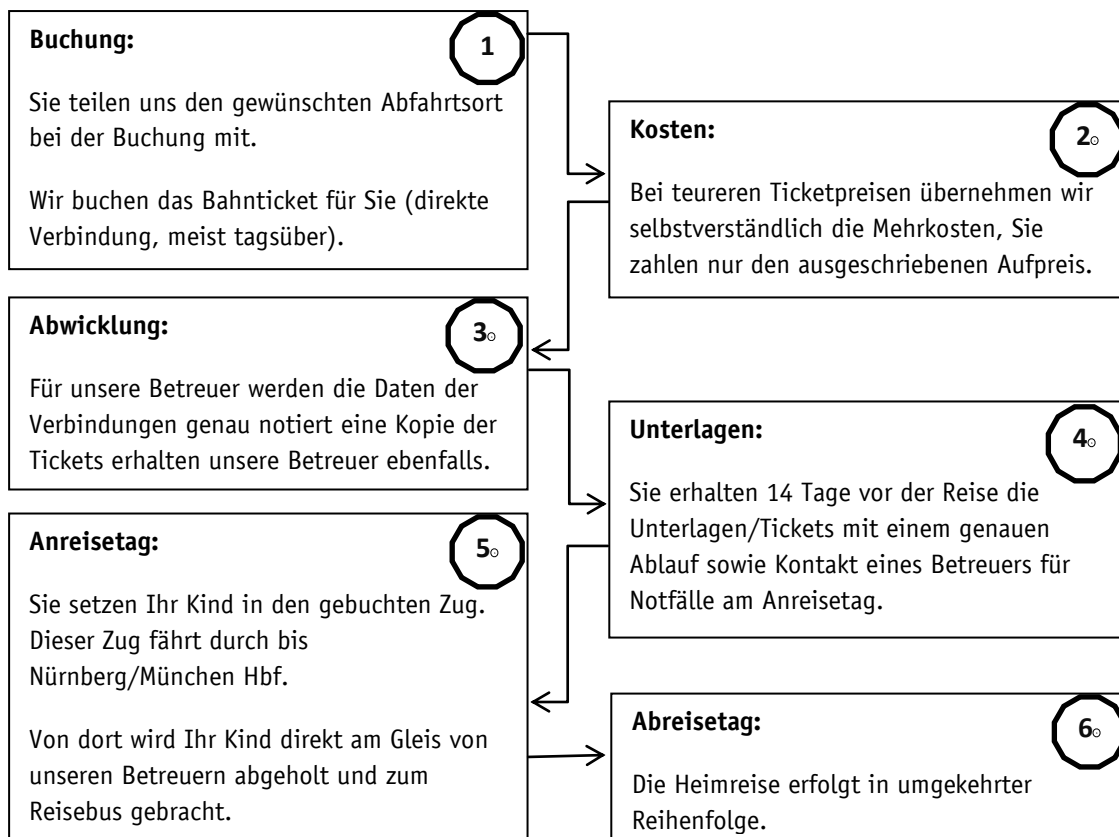 Buchung:
1
Sie teilen uns den gewünschten Abfahrtsort
bei der Buchung mit.
Wir buchen das Bahnticket für Sie (direkte
Verbindung, meist tagsüber).
Kosten:
2
Bei teureren Ticketpreisen übernehmen wir
selbstverständlich die Mehrkosten, Sie
zahlen nur den ausgeschriebenen Aufpreis.
Abwicklung:
3
Für unsere Betreuer werden die Daten der
Verbindungen genau notiert eine Kopie der
Tickets erhalten unsere Betreuer ebenfalls.
Unterlagen:
4
Sie erhalten 14 Tage vor der Reise die
Unterlagen/Tickets mit einem genauen
Ablauf sowie Kontakt eines Betreuers für
Notfälle am Anreisetag.
Anreisetag:
5
Sie setzen Ihr Kind in den gebuchten Zug.
Dieser Zug fährt durch bis
Nürnberg/München Hbf.
Von dort wird Ihr Kind direkt am Gleis von
unseren Betreuern abgeholt und zum
Reisebus gebracht.
Abreisetag:
6
Die Heimreise erfolgt in umgekehrter
Reihenfolge.